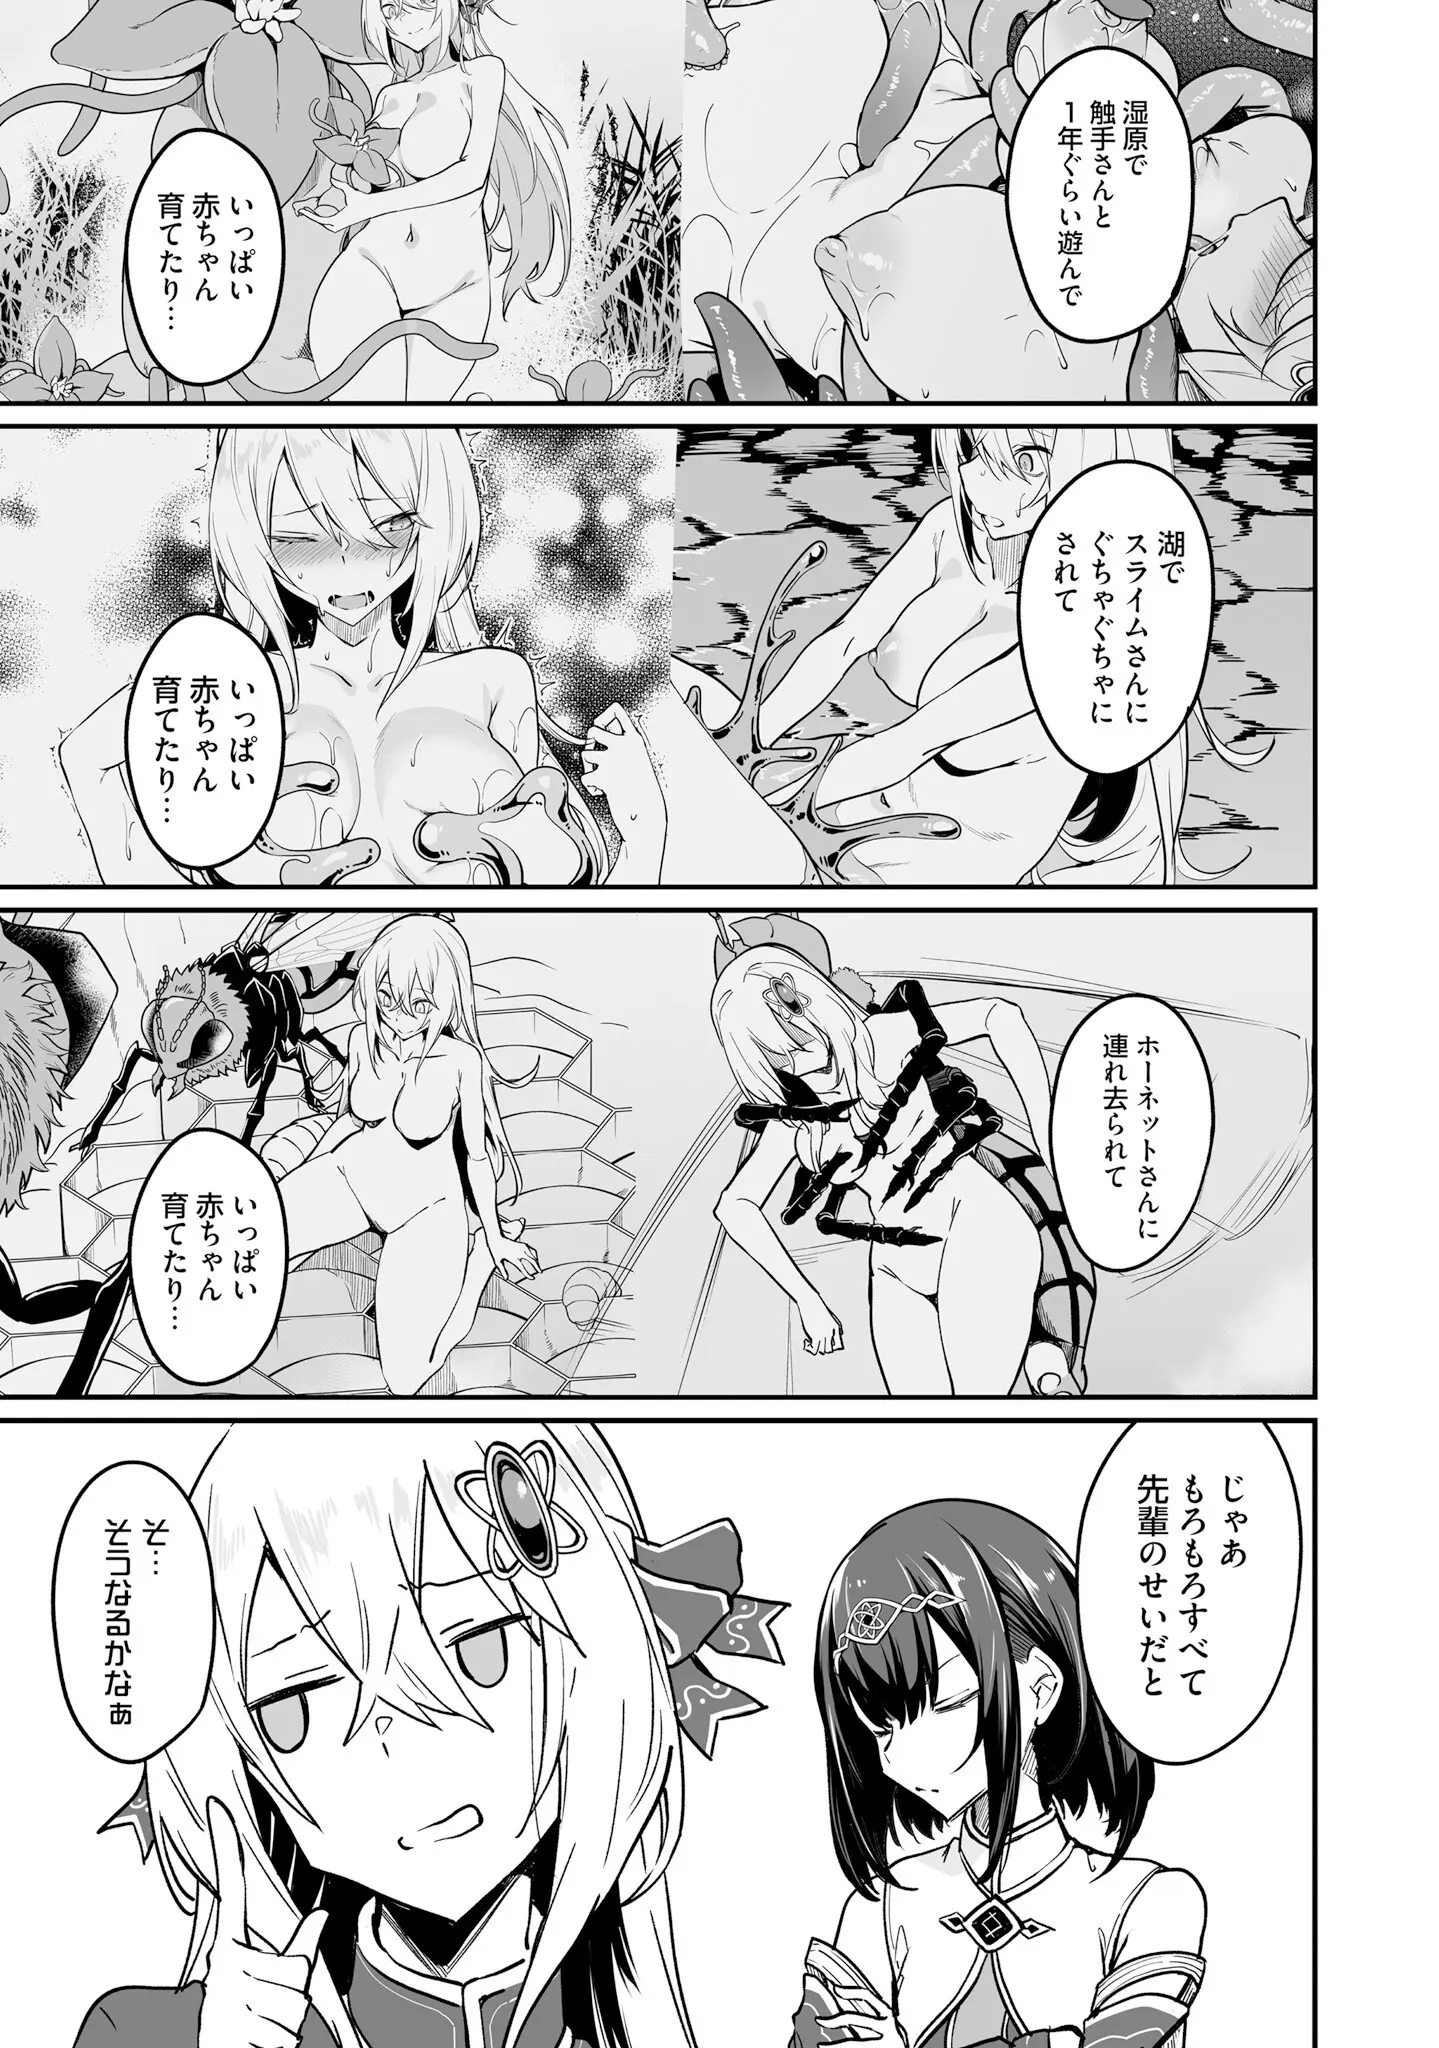 湿原で
触手さんと
1年ぐらい遊んで
いっぱい
赤ちゃん
育てたり…
湖で
スライムさんに
ぐちゃぐちゃに
されて
いっぱい
赤ちゃん
育てたり…
ホーネットさんに
連れ去られて
いっぱい
赤ちゃん
育てたり…
じゃあ
もろもろすべて
先輩のせいだと
そ…
そうなるかなぁ